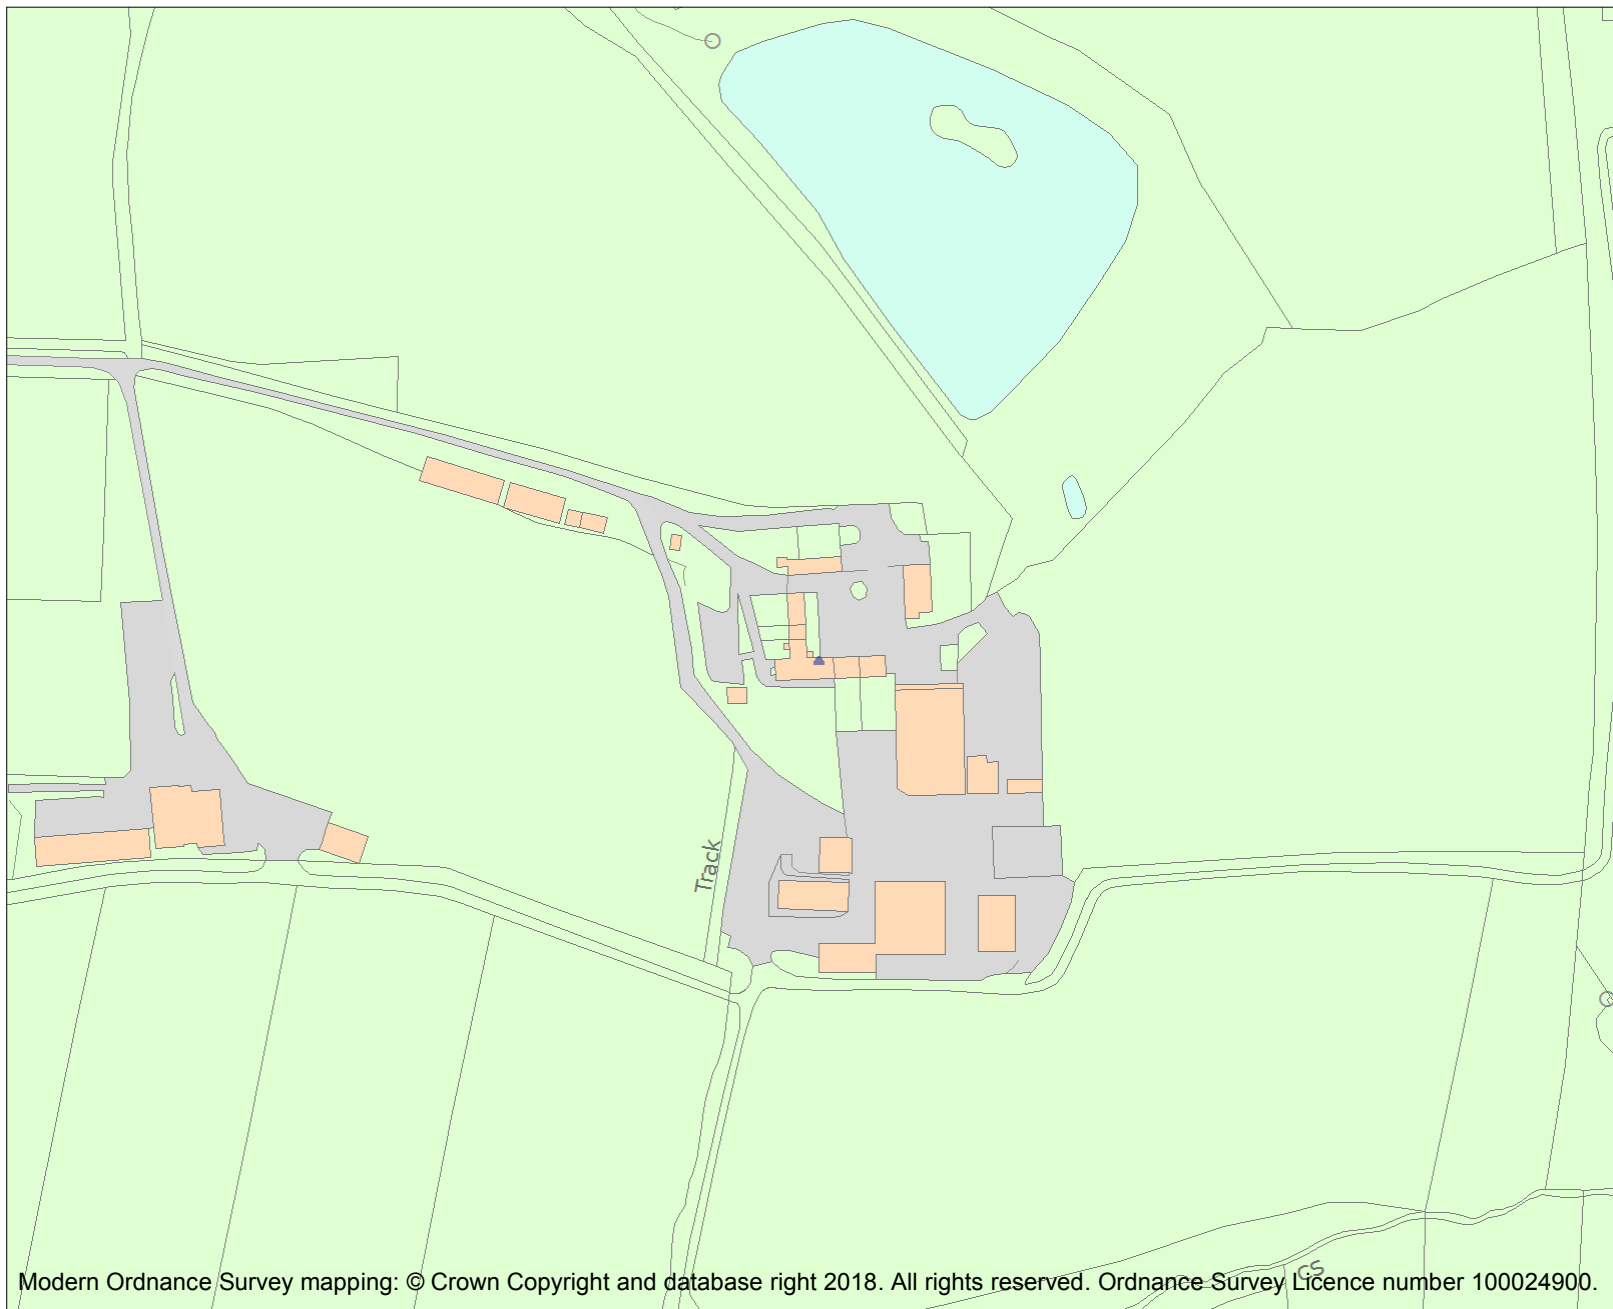 Track
CS
Modern Ordnance Survey mapping: © Crown Copyright and database right 2018. All rights reserved. Ordnance Survey Licence number 100024900.